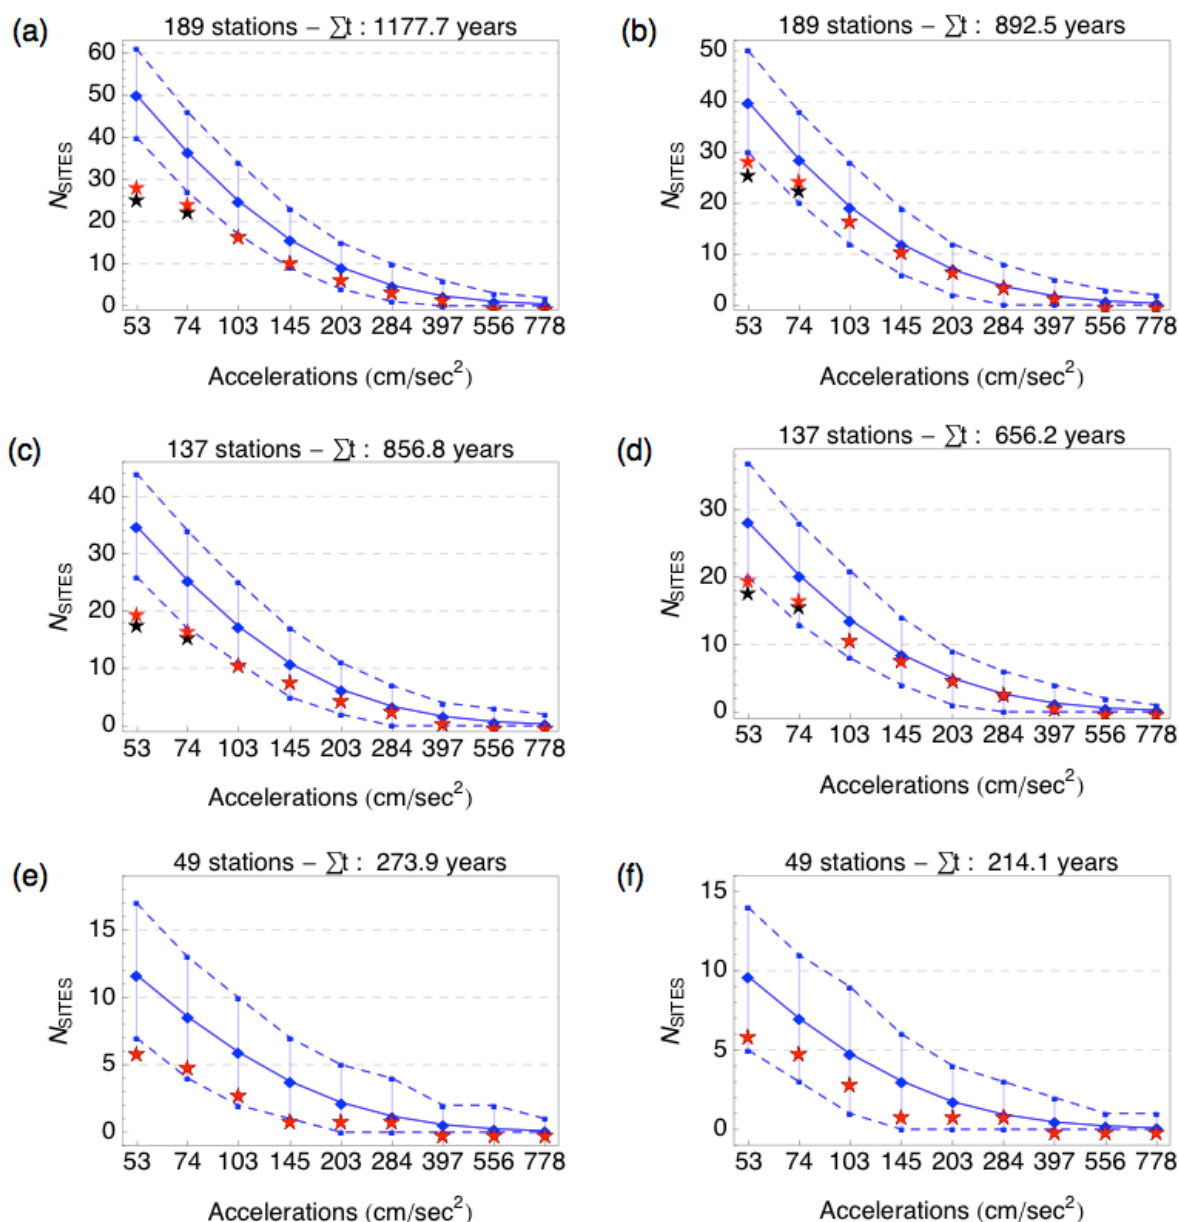 (a)
189 stations – ∑t : 1177.7 years
60
50
40
30
20
10
0
N_SITES
53 74 103 145 203 284 397 556 778
Accelerations (cm/sec²)
(b)
189 stations – ∑t : 892.5 years
50
40
30
20
10
0
N_SITES
53 74 103 145 203 284 397 556 778
Accelerations (cm/sec²)
(c)
137 stations – ∑t : 856.8 years
40
30
20
10
0
N_SITES
53 74 103 145 203 284 397 556 778
Accelerations (cm/sec²)
(d)
137 stations – ∑t : 656.2 years
30
20
10
0
N_SITES
53 74 103 145 203 284 397 556 778
Accelerations (cm/sec²)
(e)
49 stations – ∑t : 273.9 years
15
10
5
0
N_SITES
53 74 103 145 203 284 397 556 778
Accelerations (cm/sec²)
(f)
49 stations – ∑t : 214.1 years
15
10
5
0
N_SITES
53 74 103 145 203 284 397 556 778
Accelerations (cm/sec²)